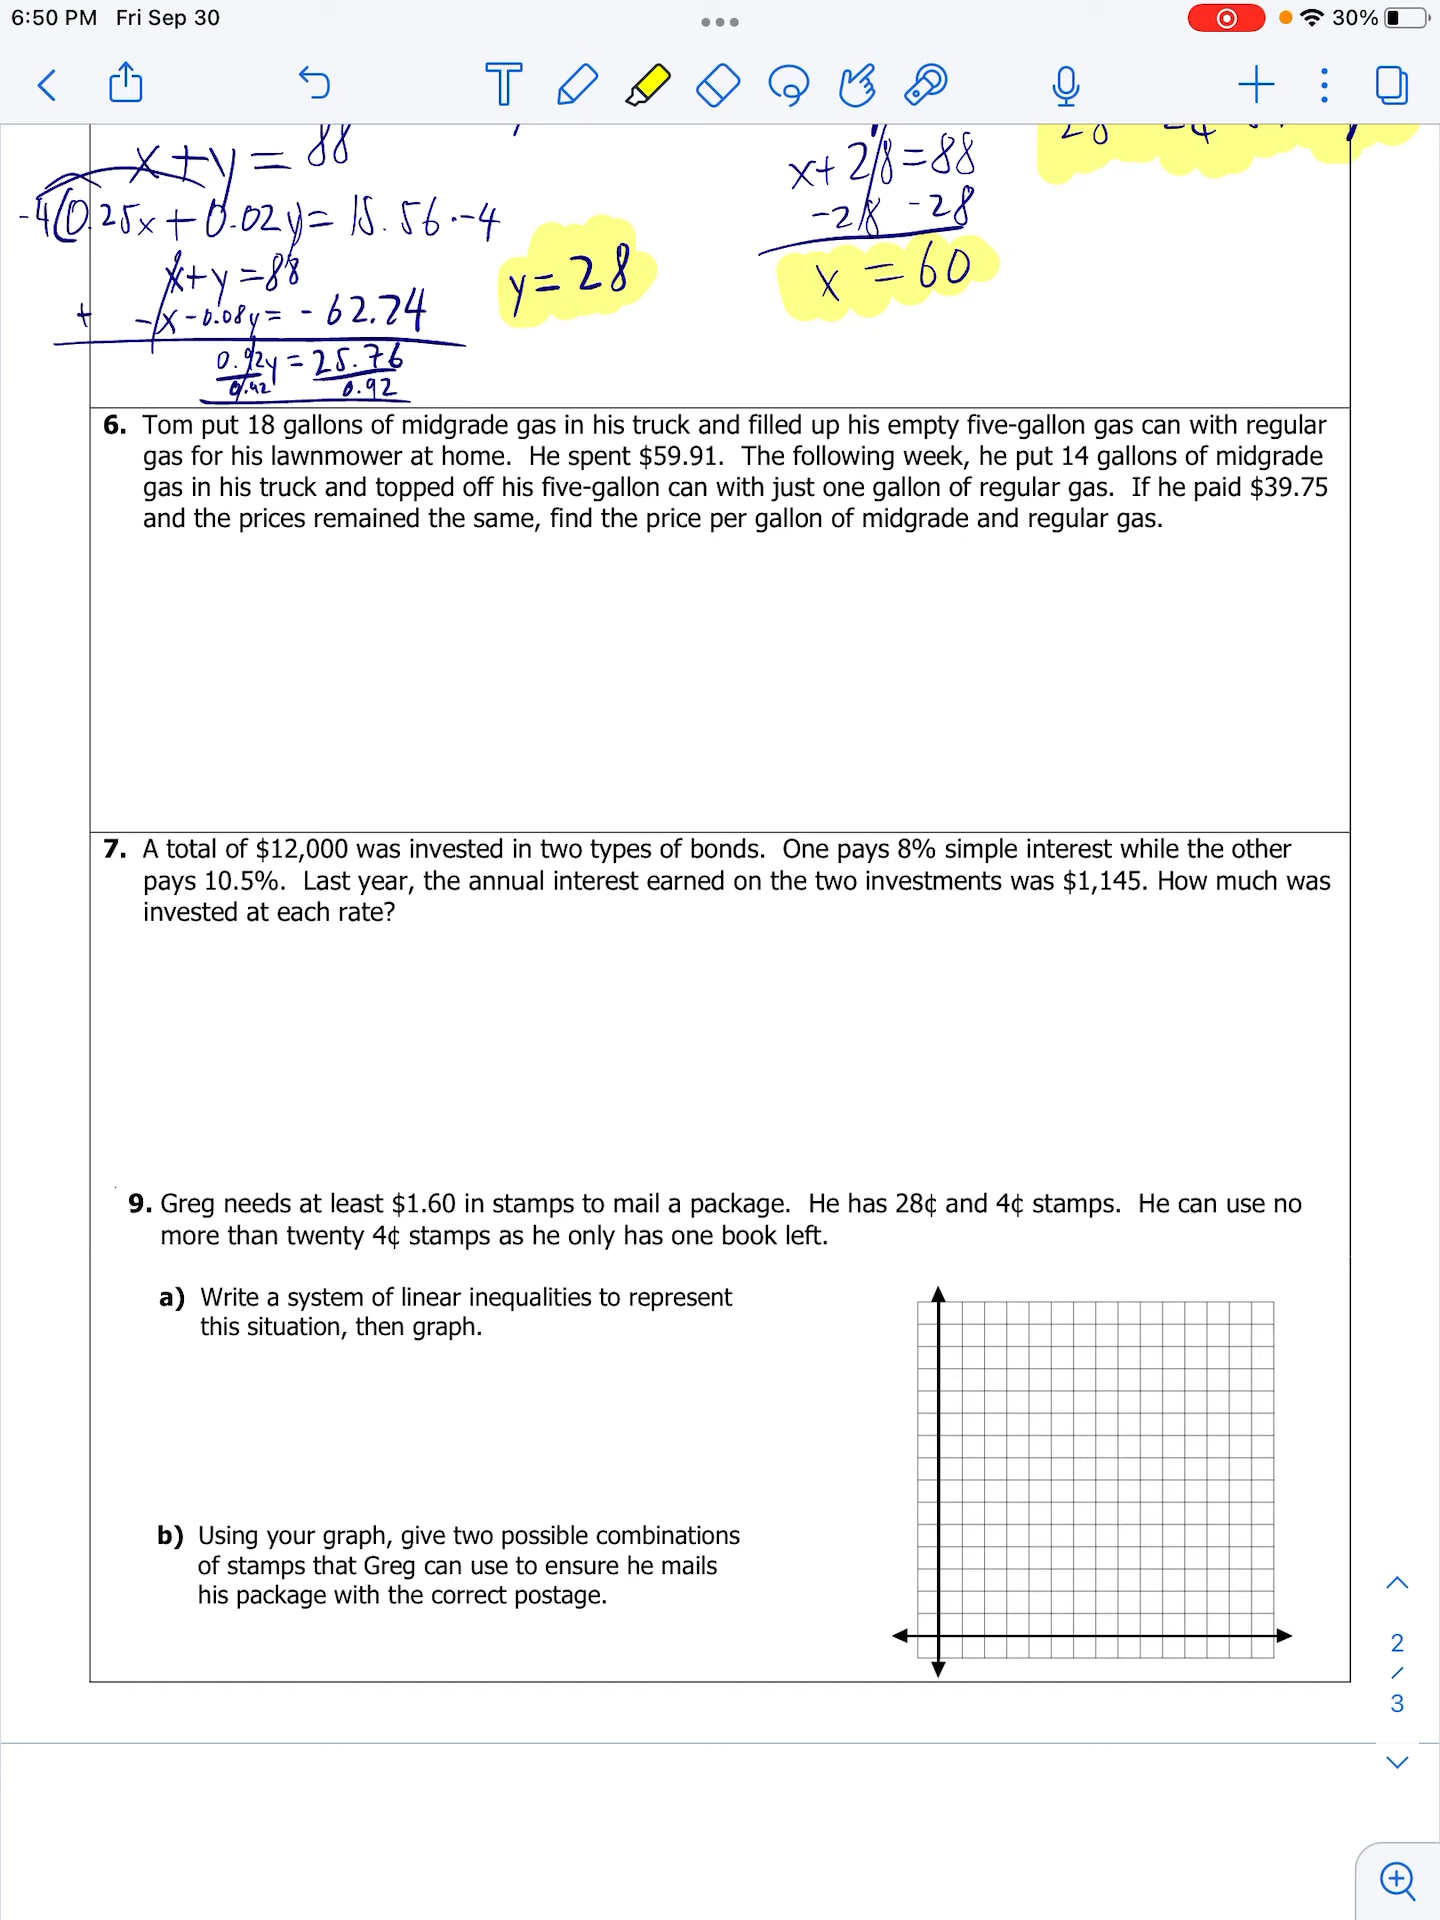 6:50 PM Fri Sep 30
30%
x+y = 88
-4(0.25x + 0.02y = 15.56 · -4
x+y = 88
+ -x - 0.08y = - 62.24
0.92y = 25.76
0.92 0.92
y = 28
x + 28 = 88
-28 -28
x = 60
6. Tom put 18 gallons of midgrade gas in his truck and filled up his empty five-gallon gas can with regular
gas for his lawnmower at home. He spent $59.91. The following week, he put 14 gallons of midgrade
gas in his truck and topped off his five-gallon can with just one gallon of regular gas. If he paid $39.75
and the prices remained the same, find the price per gallon of midgrade and regular gas.
7. A total of $12,000 was invested in two types of bonds. One pays 8% simple interest while the other
pays 10.5%. Last year, the annual interest earned on the two investments was $1,145. How much was
invested at each rate?
9. Greg needs at least $1.60 in stamps to mail a package. He has 28¢ and 4¢ stamps. He can use no
more than twenty 4¢ stamps as he only has one book left.
a) Write a system of linear inequalities to represent
this situation, then graph.
b) Using your graph, give two possible combinations
of stamps that Greg can use to ensure he mails
his package with the correct postage.
2
/
3